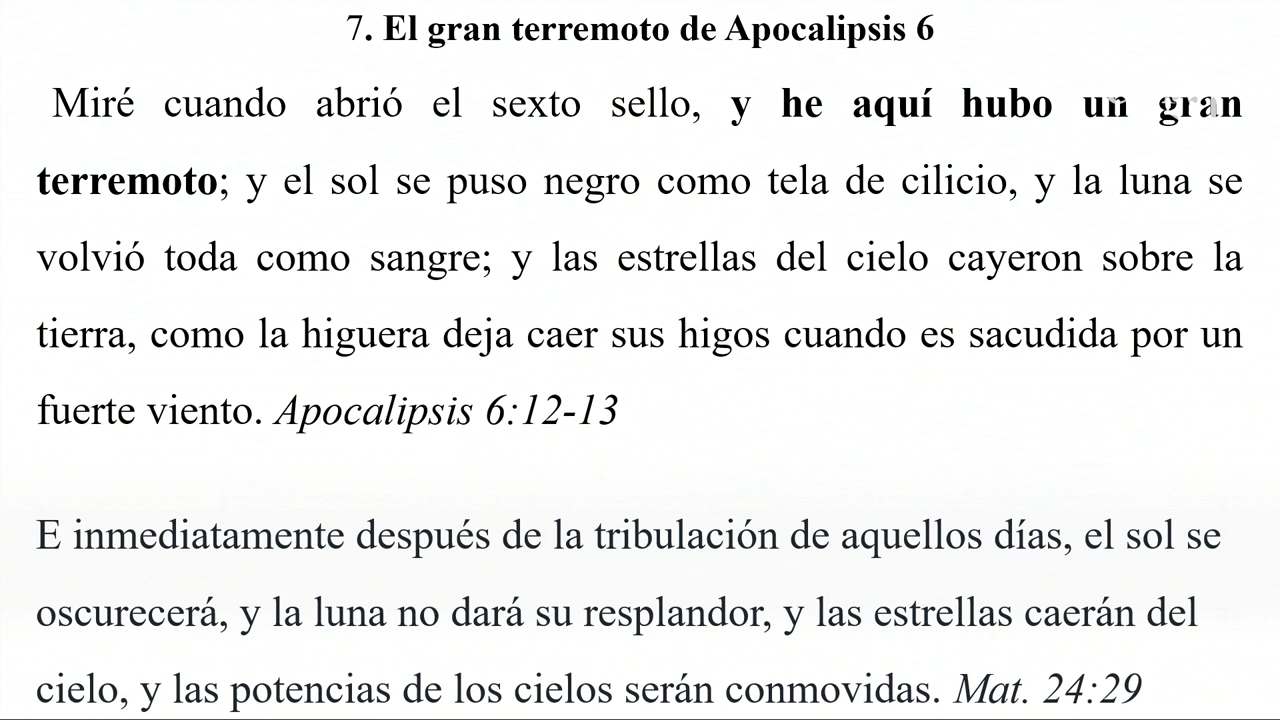 7. El gran terremoto de Apocalipsis 6
Miré cuando abrió el sexto sello, y he aquí hubo un gran
terremoto; y el sol se puso negro como tela de cilicio, y la luna se
volvió toda como sangre; y las estrellas del cielo cayeron sobre la
tierra, como la higuera deja caer sus higos cuando es sacudida por un
fuerte viento. Apocalipsis 6:12-13
E inmediatamente después de la tribulación de aquellos días, el sol se
oscurecerá, y la luna no dará su resplandor, y las estrellas caerán del
cielo, y las potencias de los cielos serán conmovidas. Mat. 24:29